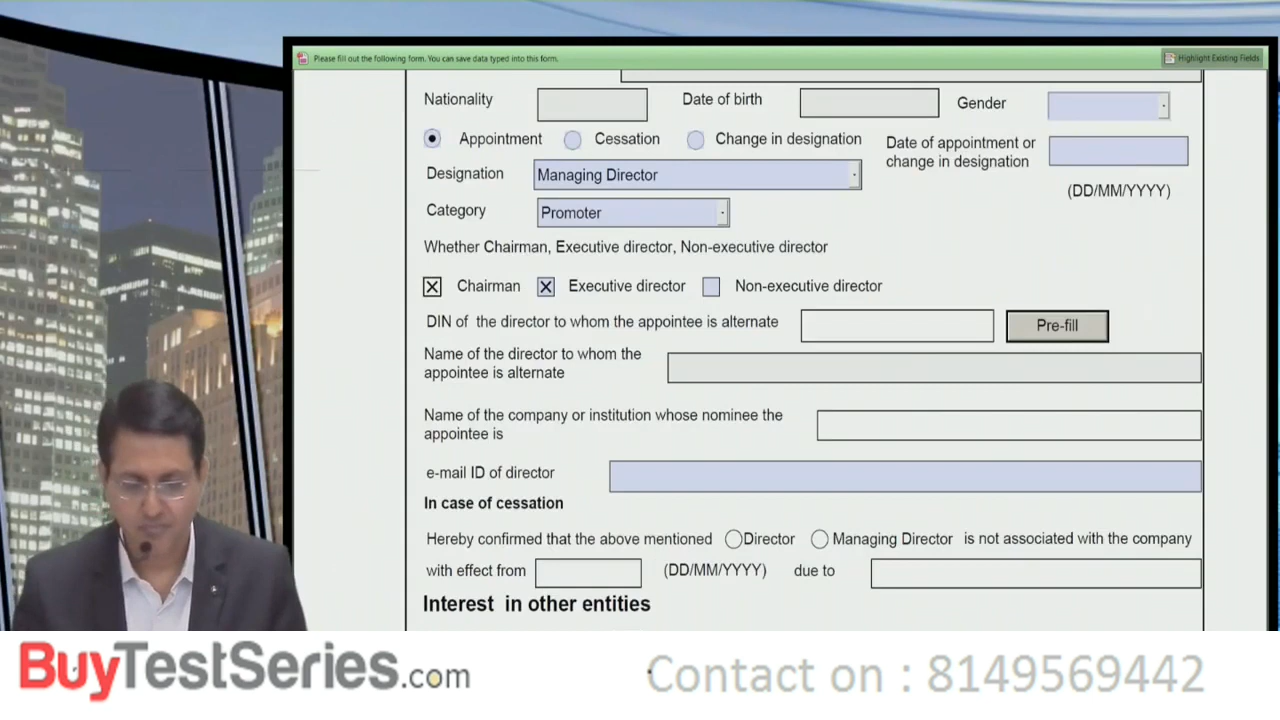 Please fill out the following form. You can save data typed into this form.
Highlight Existing Fields
Nationality Date of birth Gender
Appointment Cessation Change in designation Date of appointment or change in designation
Designation Managing Director
(DD/MM/YYYY)
Category Promoter
Whether Chairman, Executive director, Non-executive director
Chairman Executive director Non-executive director
DIN of the director to whom the appointee is alternate Pre-fill
Name of the director to whom the
appointee is alternate
Name of the company or institution whose nominee the
appointee is
e-mail ID of director
In case of cessation
Hereby confirmed that the above mentioned Director Managing Director is not associated with the company
with effect from (DD/MM/YYYY) due to
Interest in other entities
BuyTestSeries.com
Contact on : 8149569442